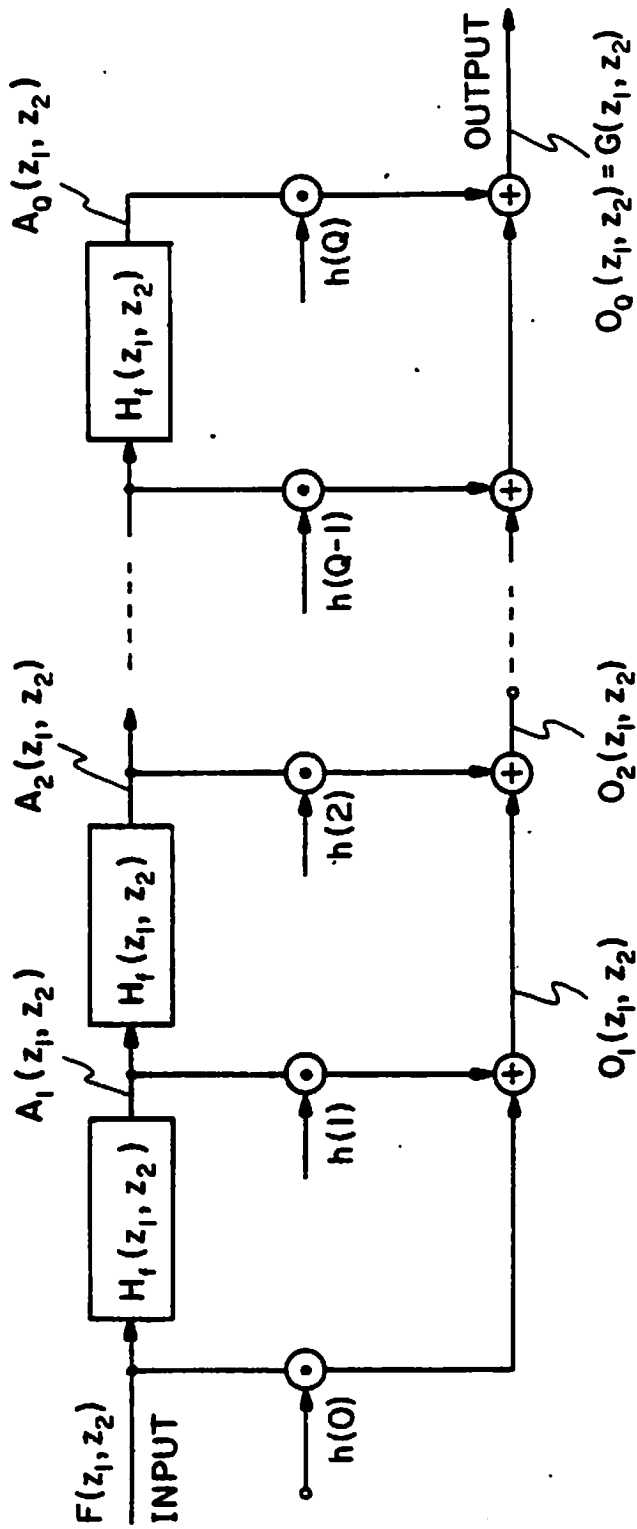 F(z₁, z₂)
INPUT
H_f(z₁, z₂)
A₁(z₁, z₂)
H_f(z₁, z₂)
A₂(z₁, z₂)
H_f(z₁, z₂)
A_Q(z₁, z₂)
h(0)
h(1)
h(2)
h(Q-1)
h(Q)
+
+
+
+
O₁(z₁, z₂)
O₂(z₁, z₂)
OUTPUT
O_Q(z₁, z₂) = G(z₁, z₂)